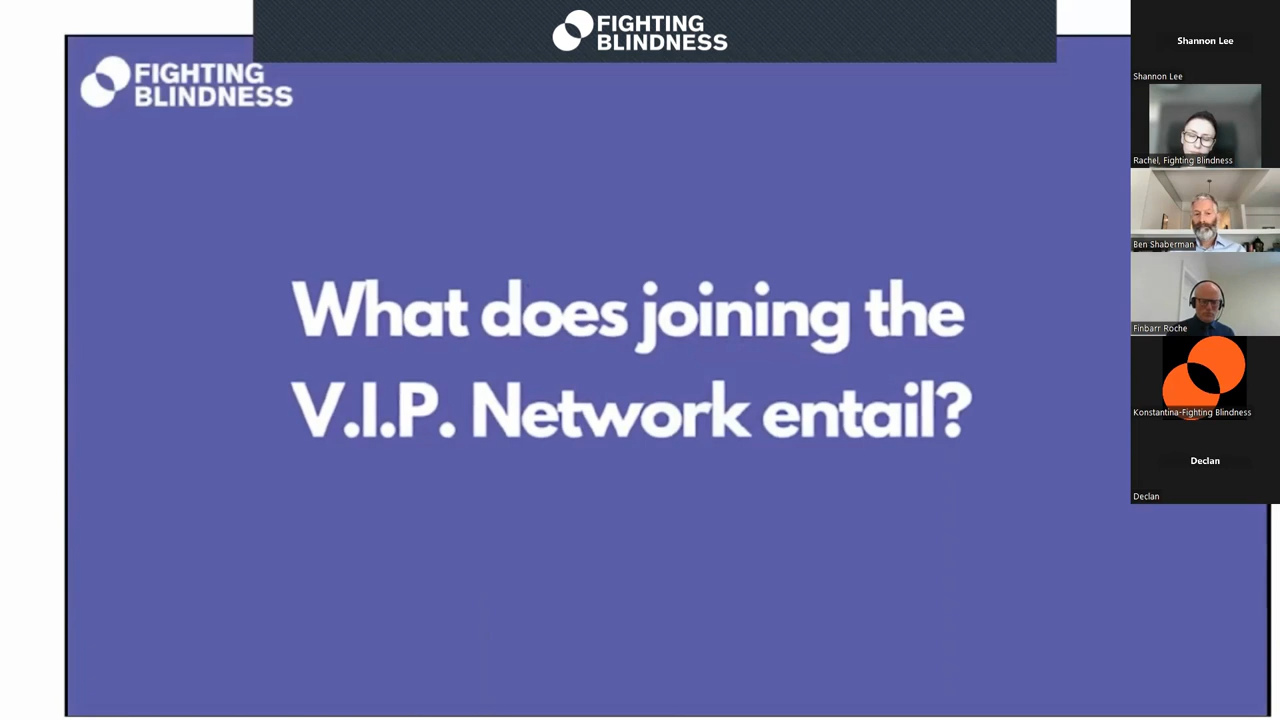 FIGHTING
BLINDNESS
FIGHTING
BLINDNESS
What does joining the
V.I.P. Network entail?
Shannon Lee
Shannon Lee
Rachel, Fighting Blindness
Ben Shaberman
Finbarr Roche
Konstantina-Fighting Blindness
Declan
Declan